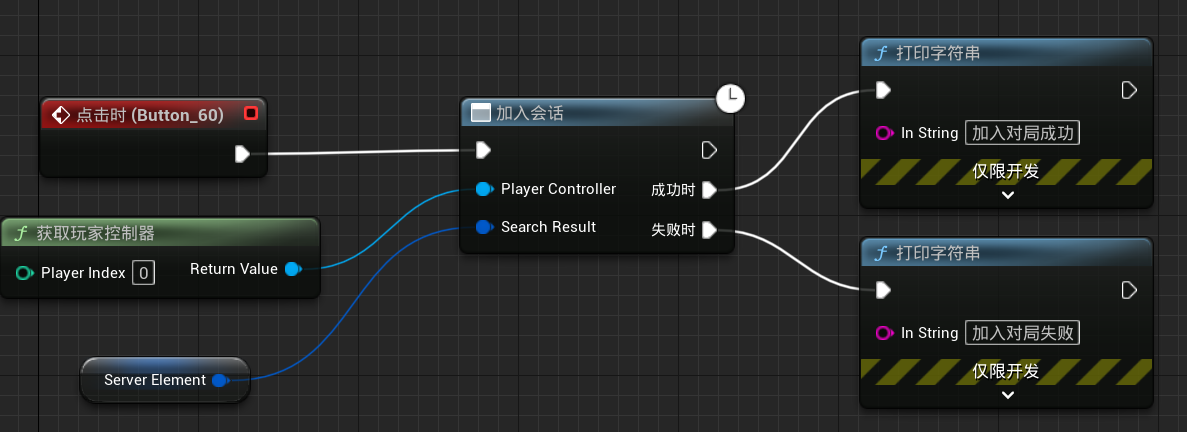 点击时 (Button_60)
获取玩家控制器
Player Index 0
Return Value
Server Element
加入会话
Player Controller
成功时
Search Result
失败时
打印字符串
In String 加入对局成功
仅限开发
打印字符串
In String 加入对局失败
仅限开发